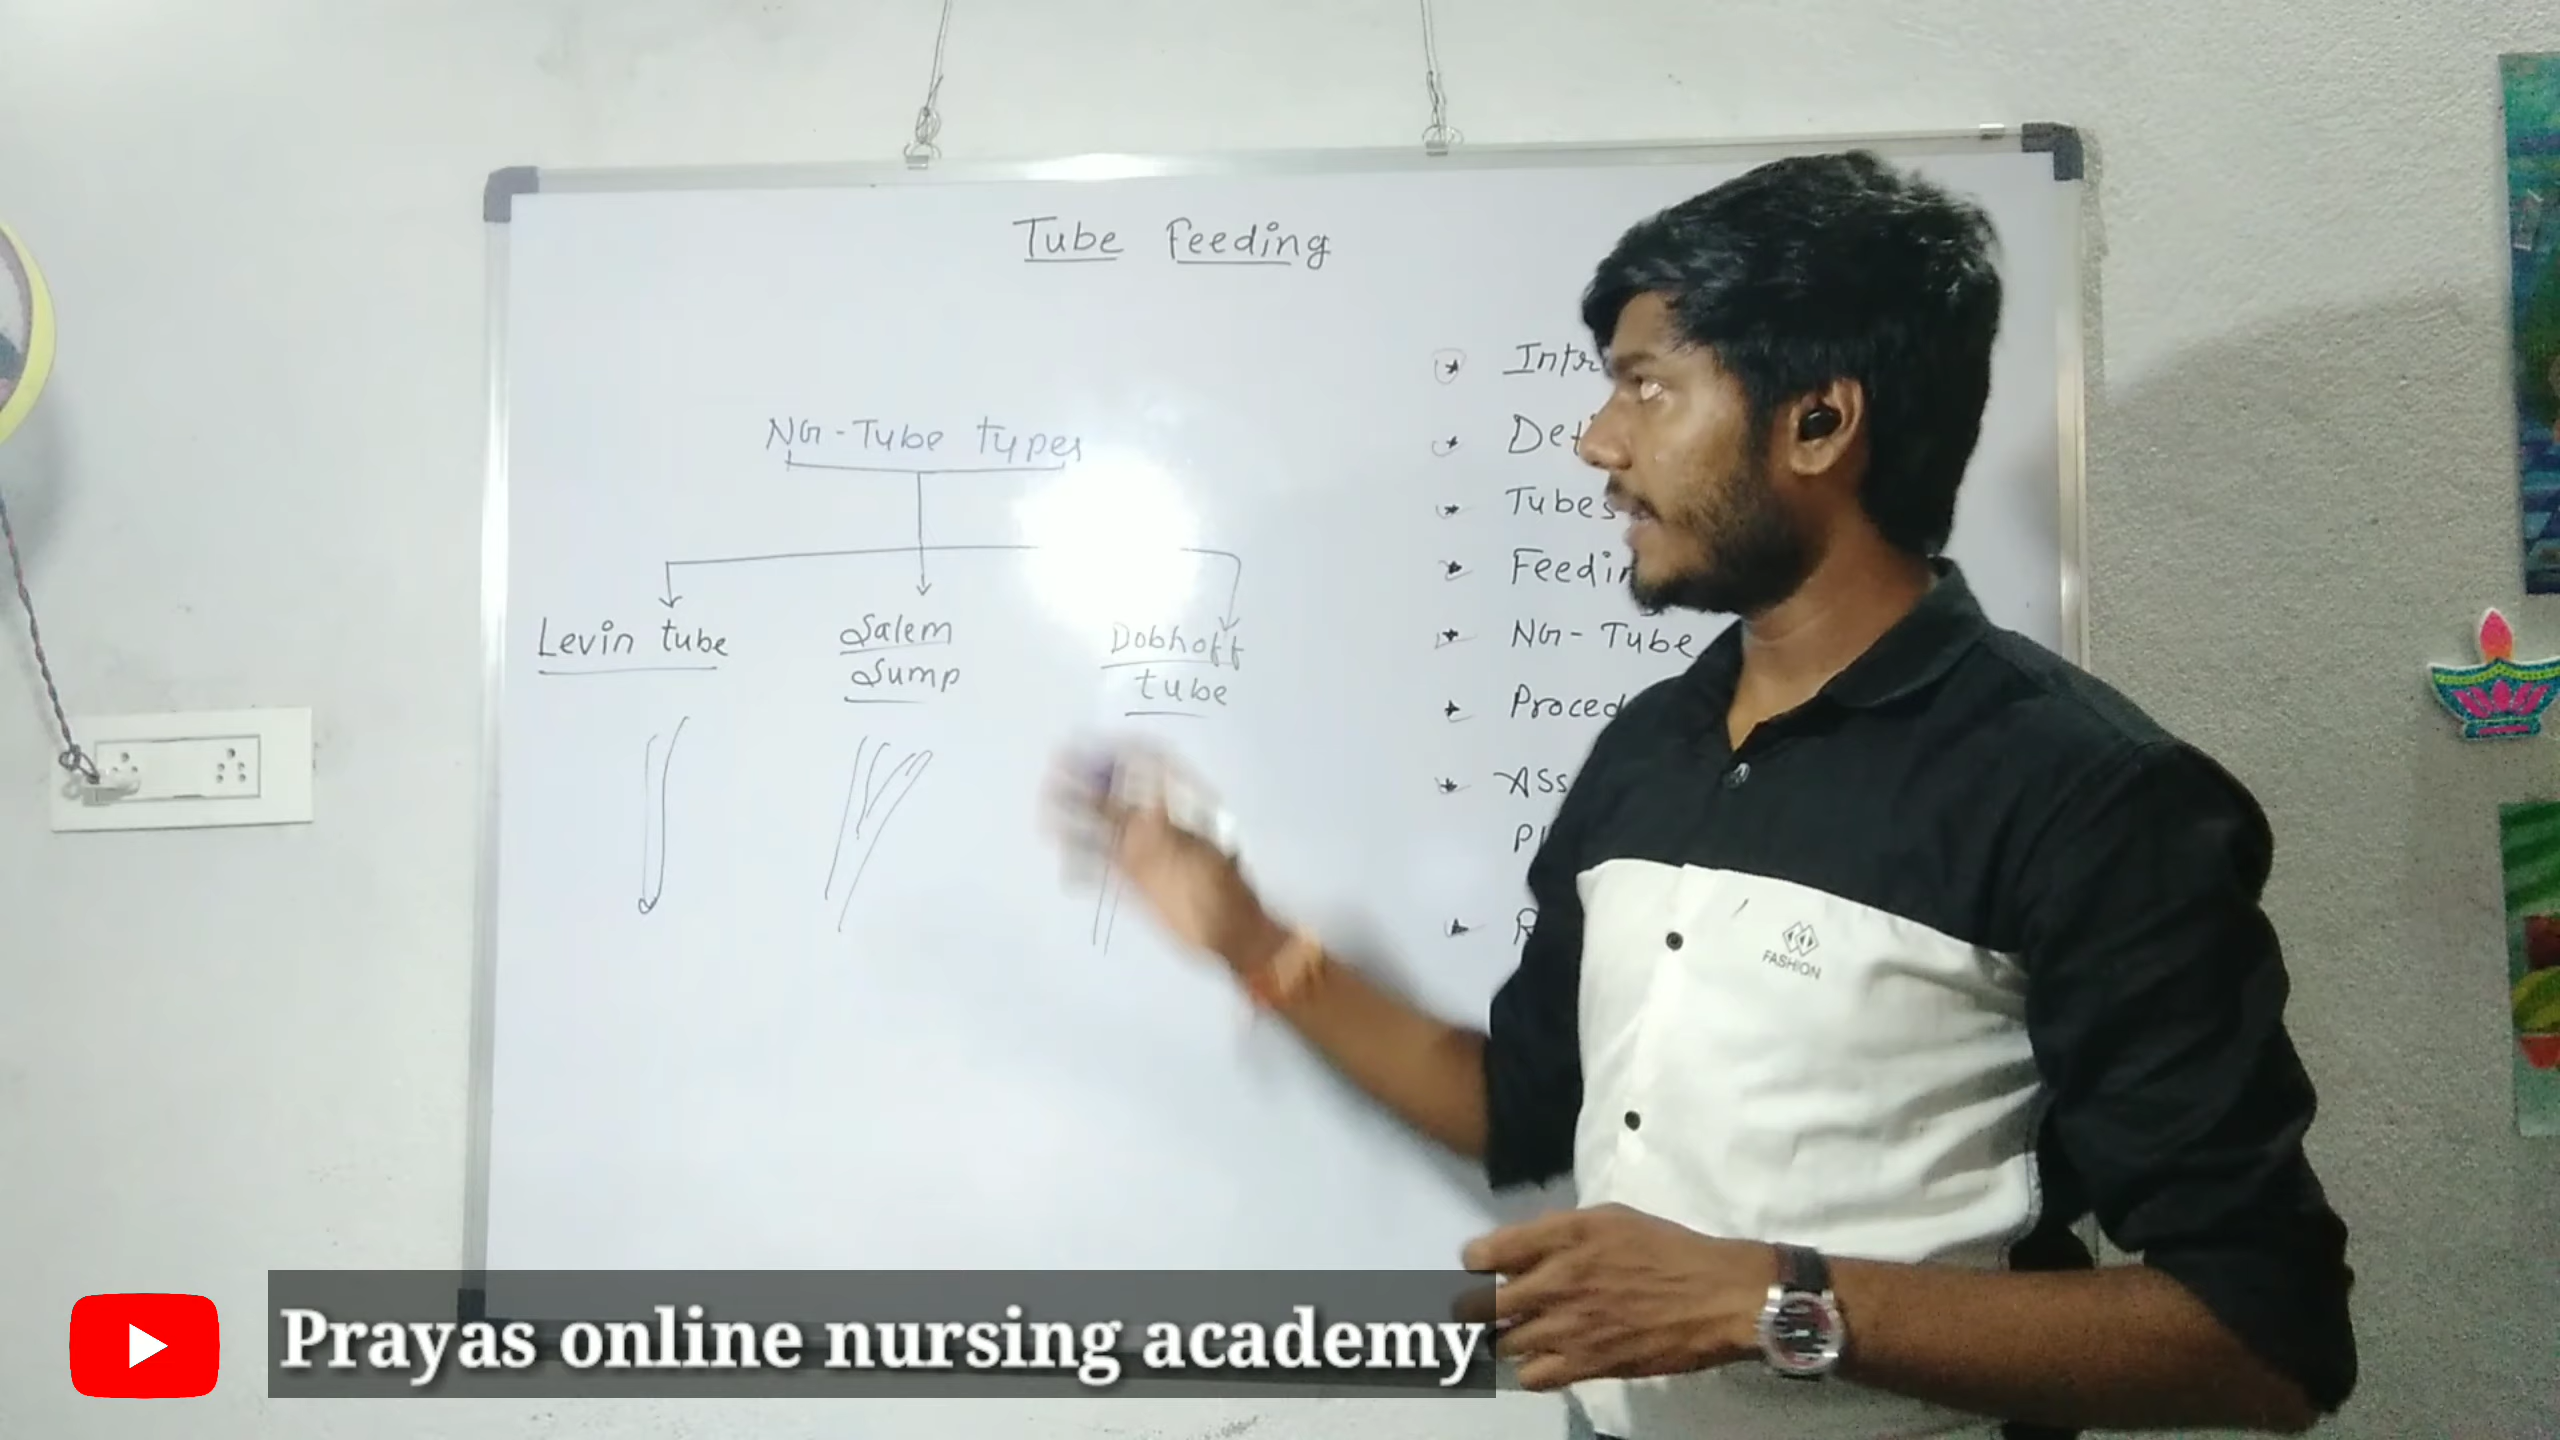 Tube Feeding
NG-Tube types
Levin tube
Salem
Sump
Dobhoff
tube
Tubes
NG-Tube
FASHION
Prayas online nursing academy